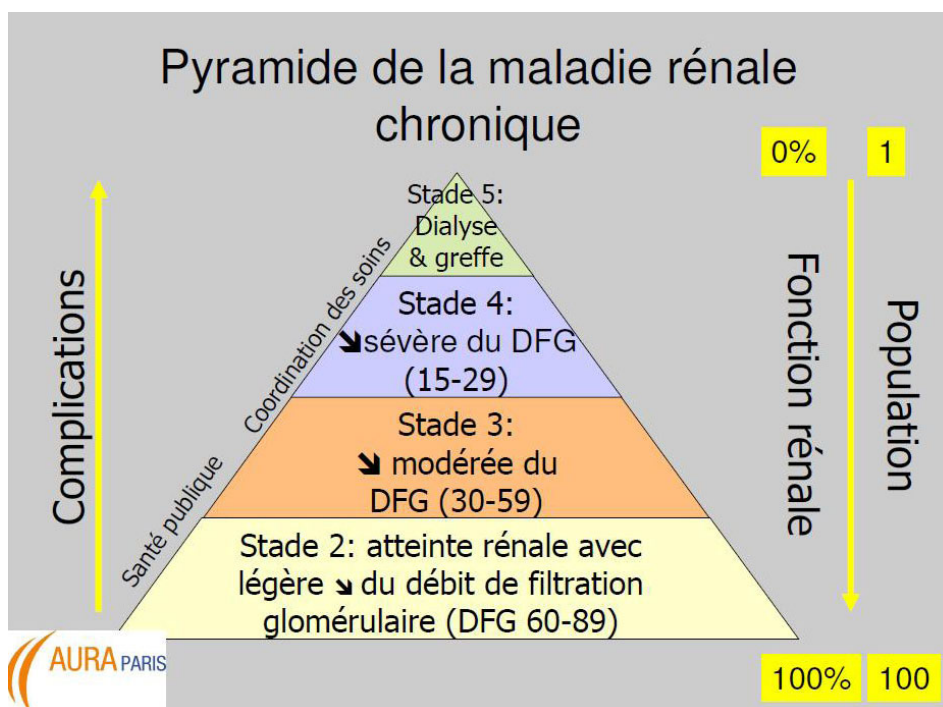 Pyramide de la maladie rénale
chronique
0%
1
Stade 5:
Dialyse
& greffe
Stade 4:
➘sévère du DFG
(15-29)
Stade 3:
➘ modérée du
DFG (30-59)
Stade 2: atteinte rénale avec
légère ➘ du débit de filtration
glomérulaire (DFG 60-89)
Complications
Santé publique
Coordination des soins
Fonction rénale
Population
AURA PARIS
100%
100